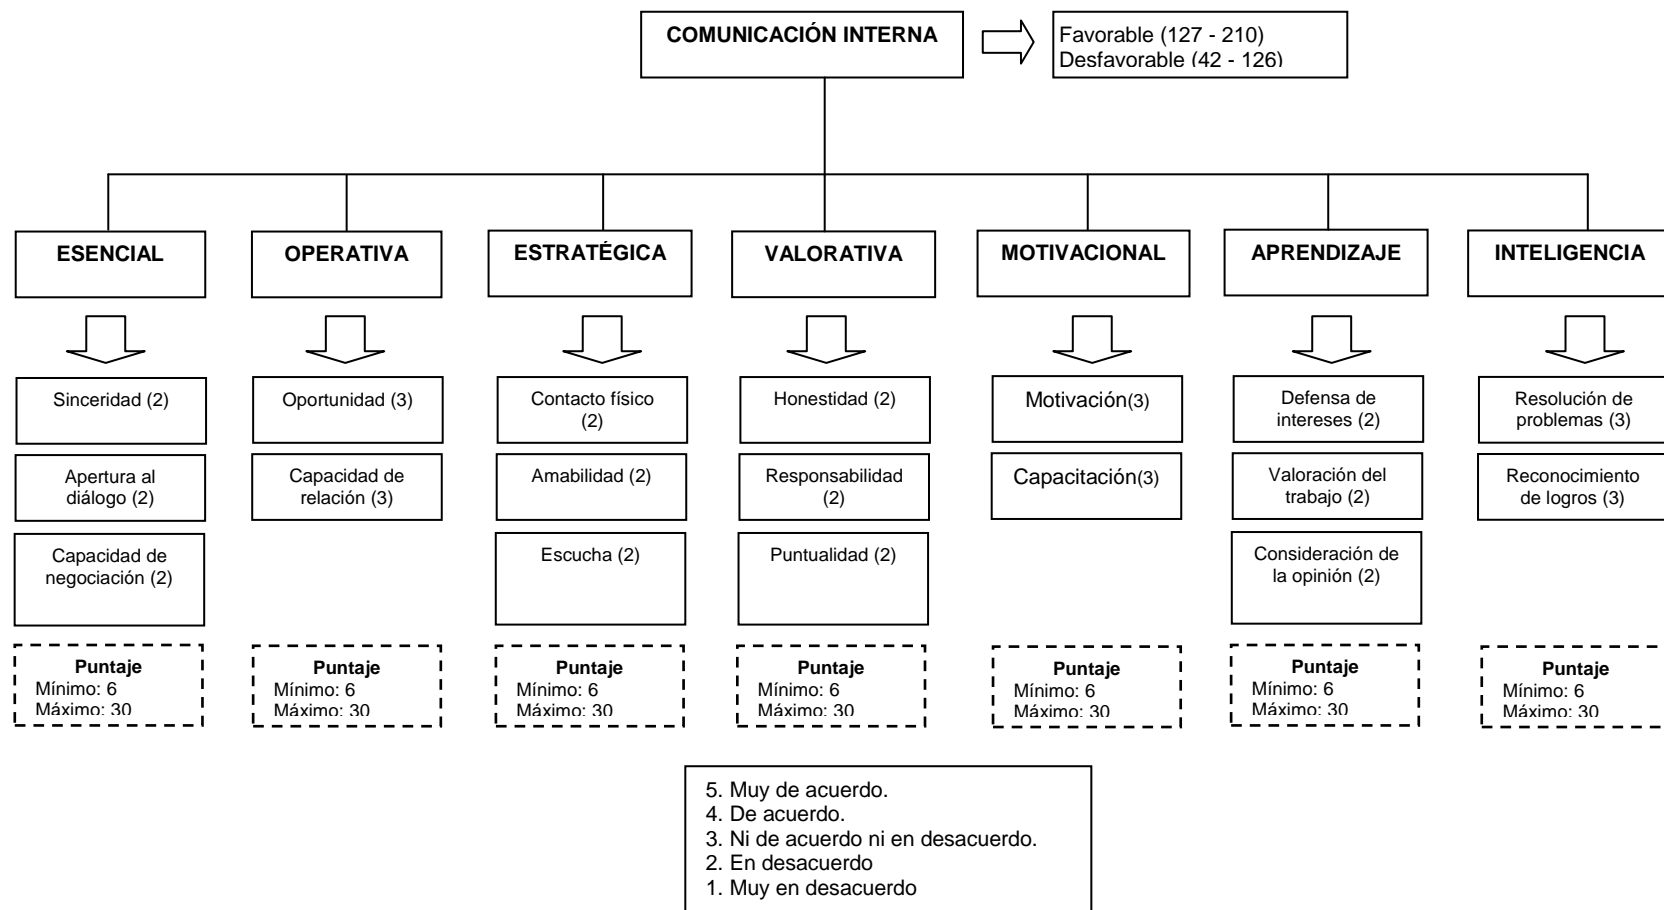 COMUNICACIÓN INTERNA
Favorable (127 - 210)
Desfavorable (42 - 126)
ESENCIAL
OPERATIVA
ESTRATÉGICA
VALORATIVA
MOTIVACIONAL
APRENDIZAJE
INTELIGENCIA
Sinceridad (2)
Oportunidad (3)
Contacto físico
(2)
Honestidad (2)
Motivación(3)
Defensa de
intereses (2)
Resolución de
problemas (3)
Apertura al
diálogo (2)
Capacidad de
relación (3)
Amabilidad (2)
Responsabilidad
(2)
Capacitación(3)
Valoración del
trabajo (2)
Reconocimiento
de logros (3)
Capacidad de
negociación (2)
Escucha (2)
Puntualidad (2)
Consideración de
la opinión (2)
Puntaje
Mínimo: 6
Máximo: 30
Puntaje
Mínimo: 6
Máximo: 30
Puntaje
Mínimo: 6
Máximo: 30
Puntaje
Mínimo: 6
Máximo: 30
Puntaje
Mínimo: 6
Máximo: 30
Puntaje
Mínimo: 6
Máximo: 30
Puntaje
Mínimo: 6
Máximo: 30
5. Muy de acuerdo.
4. De acuerdo.
3. Ni de acuerdo ni en desacuerdo.
2. En desacuerdo
1. Muy en desacuerdo